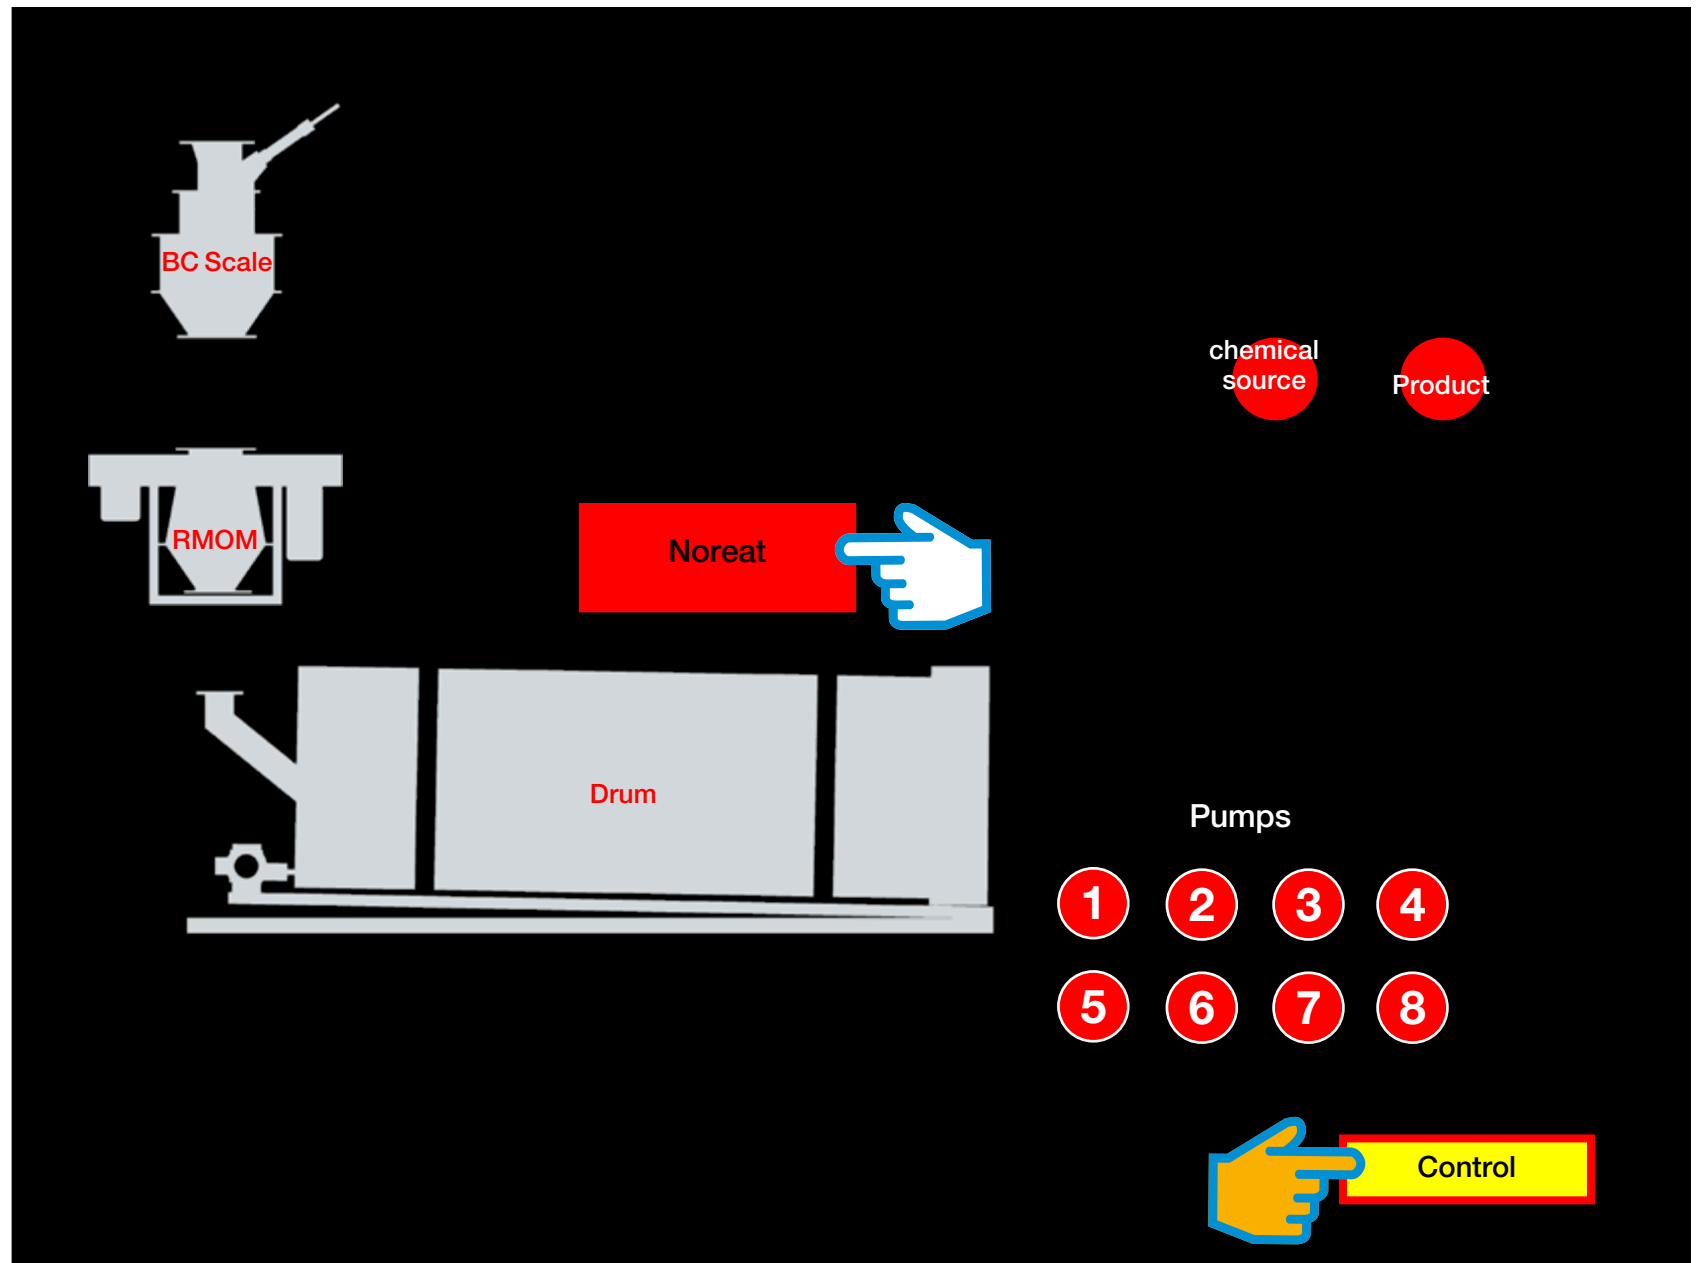 BC Scale
chemical
source
Product
RMOM
Noreat
Drum
Pumps
1 2 3 4
5 6 7 8
Control